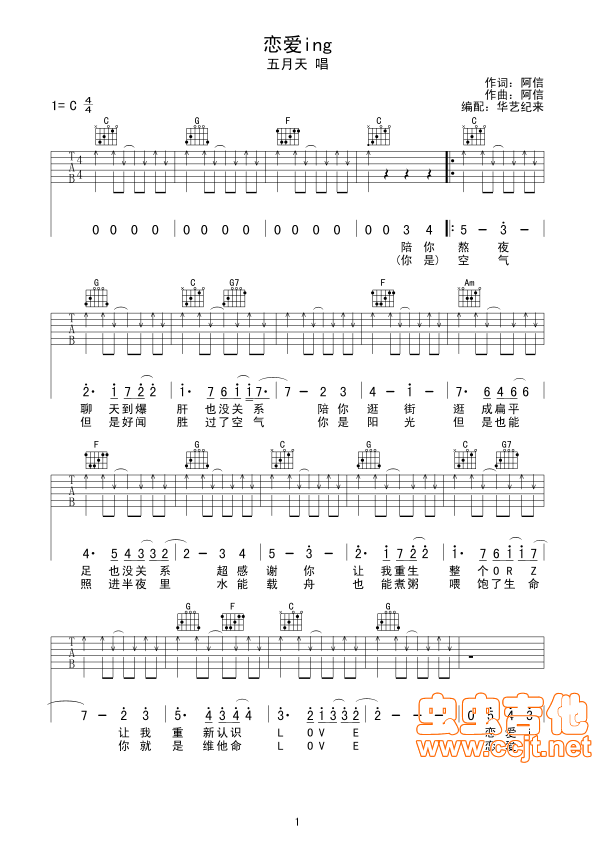 恋爱ing
五月天 唱
作词：阿信
作曲：阿信
编配：华艺纪来
1= C 4/4
C G F C C
T A B 4 4
0 0 0 0 0 0 0 0 0 0 0 0 0 0 3 4 5 - 3 -
陪 你 熬 夜
(你 是) 空 气
G C G7 F Am
T A B
2· 1 7 2 2 1· 7 6 1 1 7· 7 - 2 3 4 - 1 - 7· 6 4 6 6
聊 天到爆 肝 也没关 系 陪 你 逛 街 逛 成扁平
但 是好闻 胜 过了空 气 你 是 阳 光 但 是也能
F G C G C G7
T A B
4· 5 4 3 3 3 2 - 3 4 5 - 3· 2· 1 7 2 2 1· 7 6 1 1 7
足 也没关 系 超 感 谢 你 让 我重生 整 个O R Z
照 进半夜 里 水 能 载 舟 也 能煮粥 喂 饱了生 命
G F C G
T A B
7 - 2 3 5· 5 4 3 3· 2 1 3 3 2 2 - - - 0 5 4 3
让 我 重 新认识 L O V E 恋 爱 i
你 就 是 维他命 L O V E 恋 爱
虫虫吉他
www.ccjt.net
1